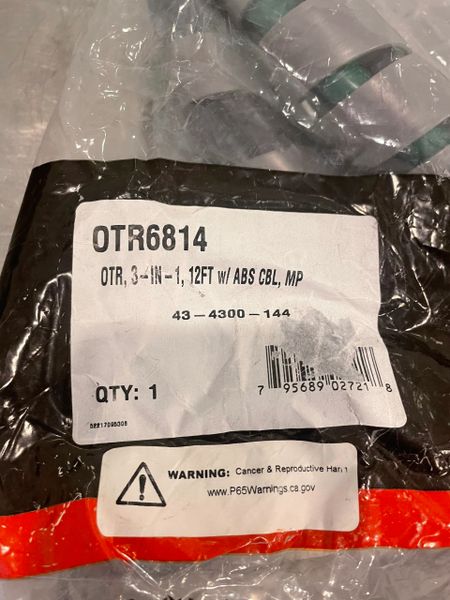 OTR6814
OTR, 3-IN-1, 12FT w/ ABS CBL, MP
43-4300-144
QTY: 1
7 95689 02721 8
WARNING: Cancer & Reproductive Harm
www.P65Warnings.ca.gov